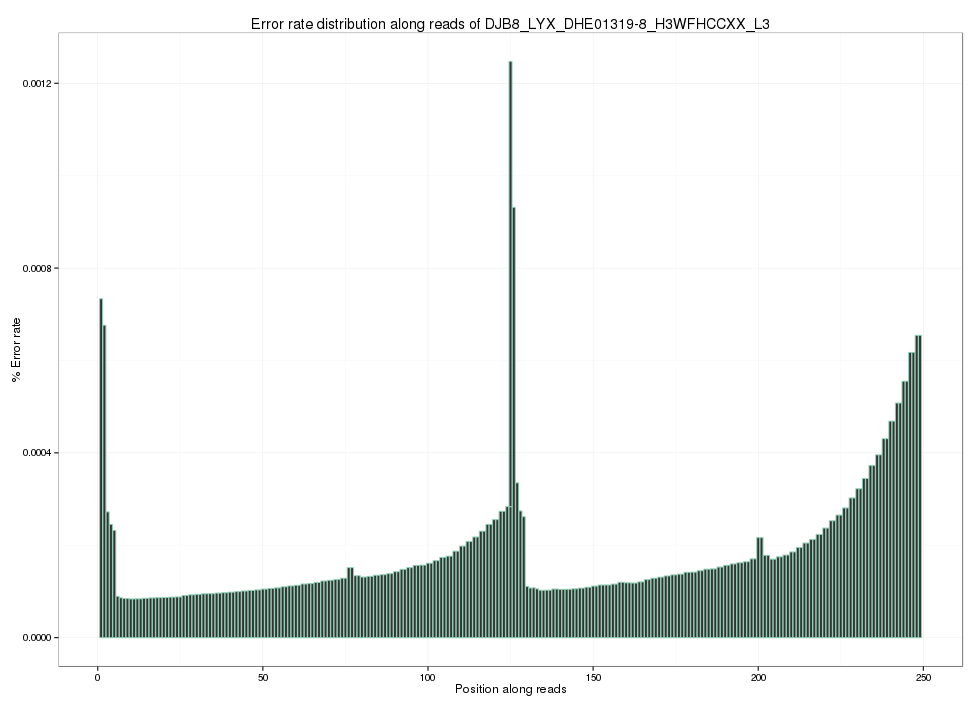 Error rate distribution along reads of DJB8_LYX_DHE01319-8_H3WFHCCXX_L3
0.0012
0.0008
% Error rate
0.0004
0.0000
0 50 100 150 200 250
Position along reads